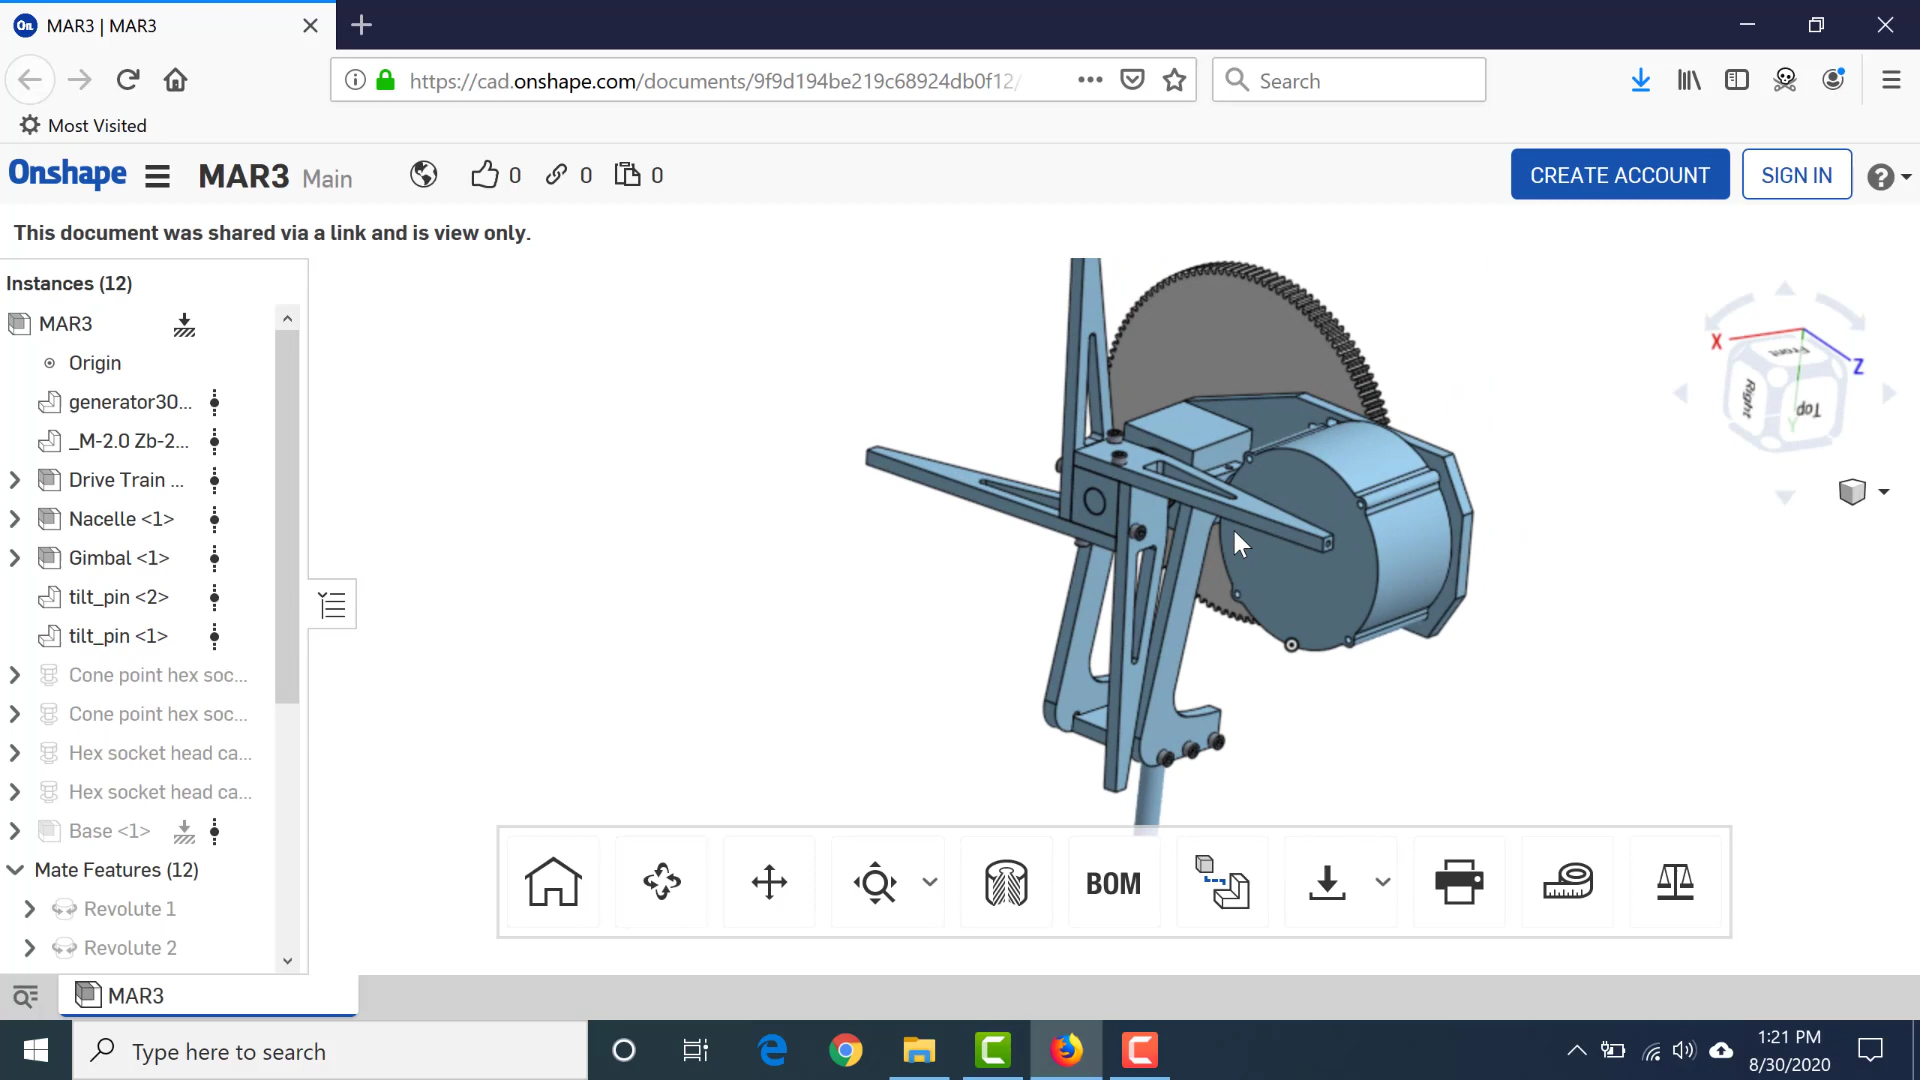 MAR3 | MAR3
https://cad.onshape.com/documents/9f9d194be219c68924db0f12/
Search
Most Visited
Onshape
MAR3 Main
0
0
0
CREATE ACCOUNT
SIGN IN
This document was shared via a link and is view only.
Instances (12)
MAR3
Origin
generator30...
_M-2.0 Zb-2...
Drive Train ...
Nacelle <1>
Gimbal <1>
tilt_pin <2>
tilt_pin <1>
Cone point hex soc...
Cone point hex soc...
Hex socket head ca...
Hex socket head ca...
Base <1>
Mate Features (12)
Revolute 1
Revolute 2
X
Z
Y
Front
Right
Top
BOM
MAR3
Type here to search
1:21 PM
8/30/2020